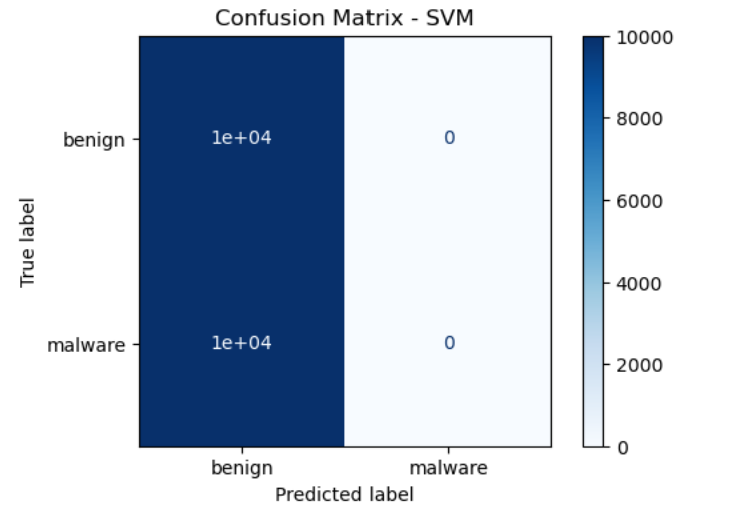 Confusion Matrix - SVM
10000
8000
6000
4000
2000
0
True label
benign
1e+04
0
malware
1e+04
0
benign
malware
Predicted label